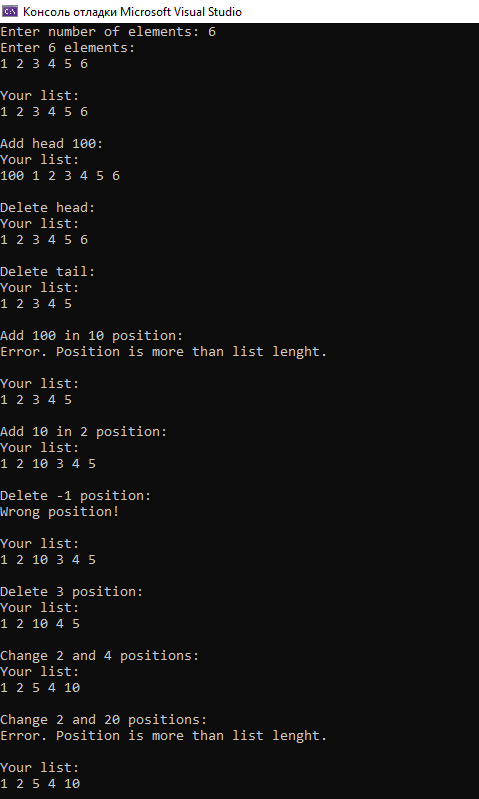 Консоль отладки Microsoft Visual Studio
Enter number of elements: 6
Enter 6 elements:
1 2 3 4 5 6

Your list:
1 2 3 4 5 6

Add head 100:
Your list:
100 1 2 3 4 5 6

Delete head:
Your list:
1 2 3 4 5 6

Delete tail:
Your list:
1 2 3 4 5

Add 100 in 10 position:
Error. Position is more than list lenght.

Your list:
1 2 3 4 5

Add 10 in 2 position:
Your list:
1 2 10 3 4 5

Delete -1 position:
Wrong position!

Your list:
1 2 10 3 4 5

Delete 3 position:
Your list:
1 2 10 4 5

Change 2 and 4 positions:
Your list:
1 2 5 4 10

Change 2 and 20 positions:
Error. Position is more than list lenght.

Your list:
1 2 5 4 10